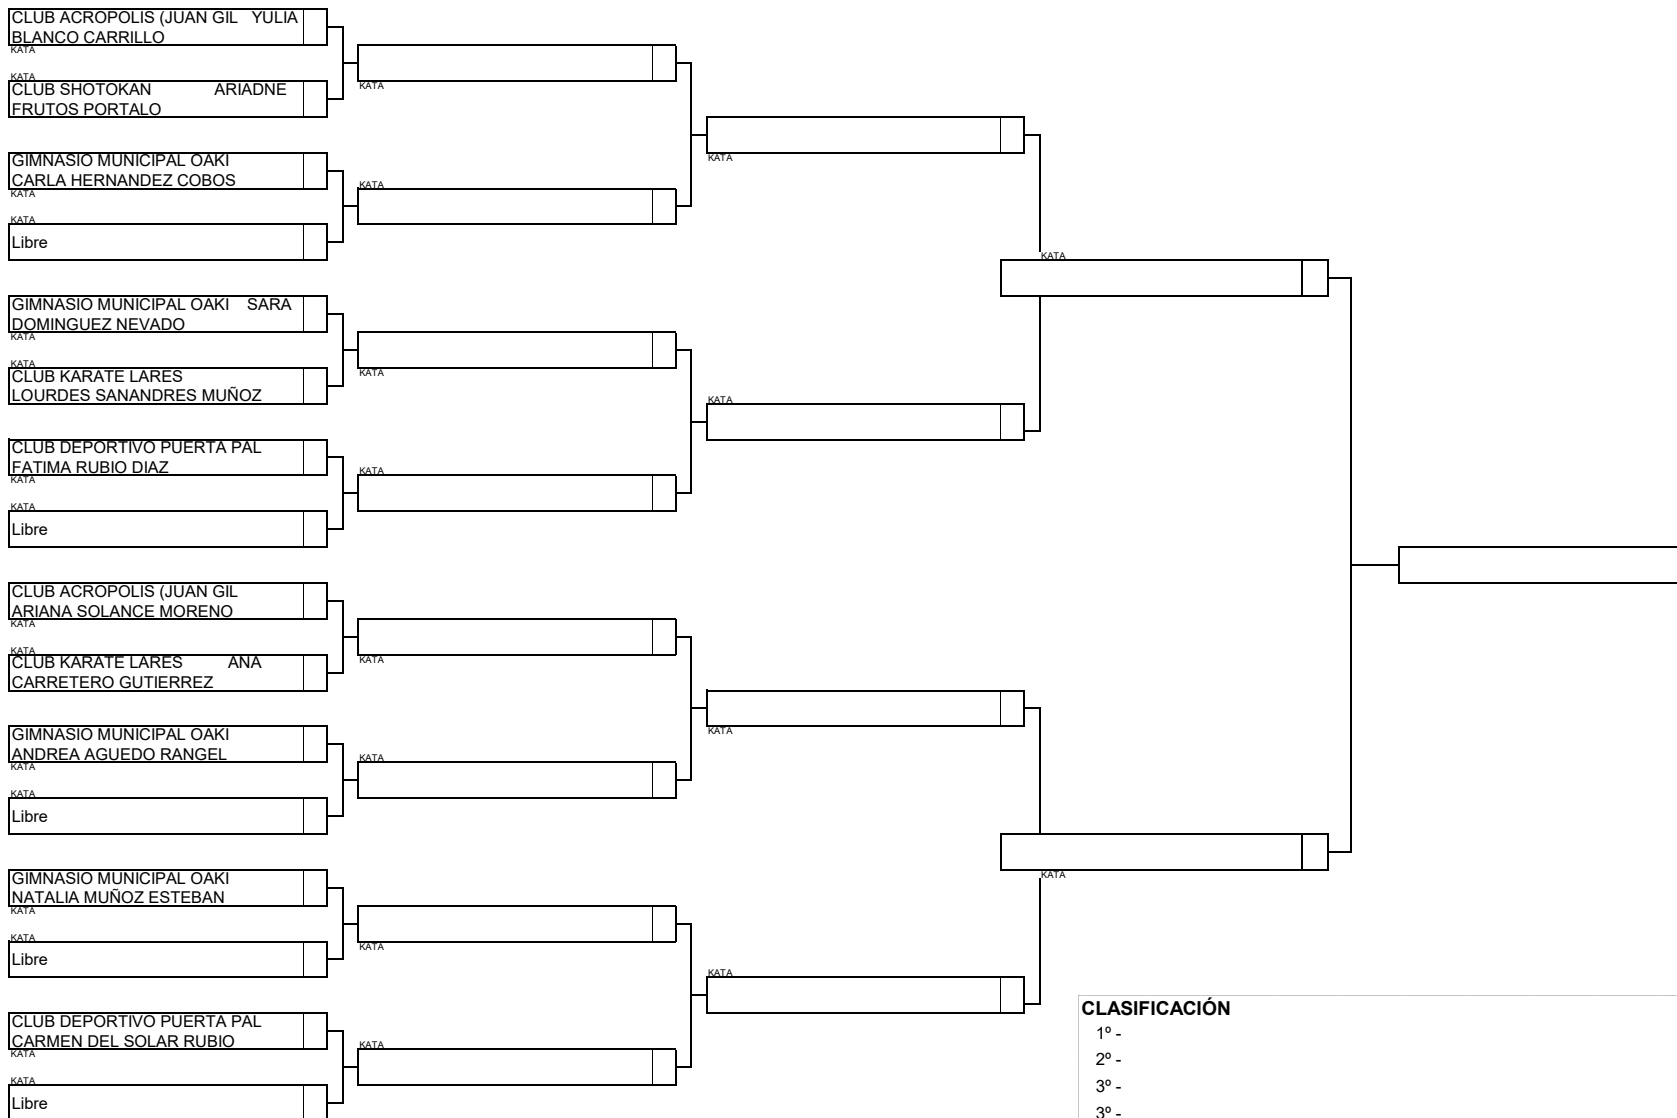 CLUB ACROPOLIS (JUAN GIL YULIA
BLANCO CARRILLO
KATA
KATA
CLUB SHOTOKAN ARIADNE
FRUTOS PORTALO
KATA
KATA
GIMNASIO MUNICIPAL OAKI
CARLA HERNANDEZ COBOS
KATA
KATA
KATA
Libre
KATA
GIMNASIO MUNICIPAL OAKI SARA
DOMINGUEZ NEVADO
KATA
KATA
CLUB KARATE LARES
LOURDES SANANDRES MUÑOZ
KATA
KATA
CLUB DEPORTIVO PUERTA PAL
FATIMA RUBIO DIAZ
KATA
KATA
KATA
Libre
CLUB ACROPOLIS (JUAN GIL
ARIANA SOLANCE MORENO
KATA
KATA
CLUB KARATE LARES ANA
CARRETERO GUTIERREZ
KATA
KATA
GIMNASIO MUNICIPAL OAKI
ANDREA AGUEDO RANGEL
KATA
KATA
KATA
Libre
KATA
GIMNASIO MUNICIPAL OAKI
NATALIA MUÑOZ ESTEBAN
KATA
KATA
Libre
KATA
KATA
CLUB DEPORTIVO PUERTA PAL
CARMEN DEL SOLAR RUBIO
KATA
KATA
KATA
Libre
CLASIFICACIÓN
1º -
2º -
3º -
3º -